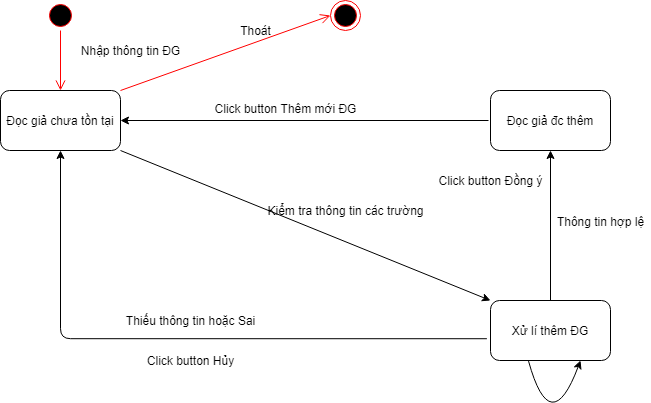 Thoát
Nhập thông tin ĐG
Click button Thêm mới ĐG
Đọc giả chưa tồn tại
Đọc giả đc thêm
Click button Đồng ý
Kiểm tra thông tin các trường
Thông tin hợp lệ
Thiếu thông tin hoặc Sai
Xử lí thêm ĐG
Click button Hủy